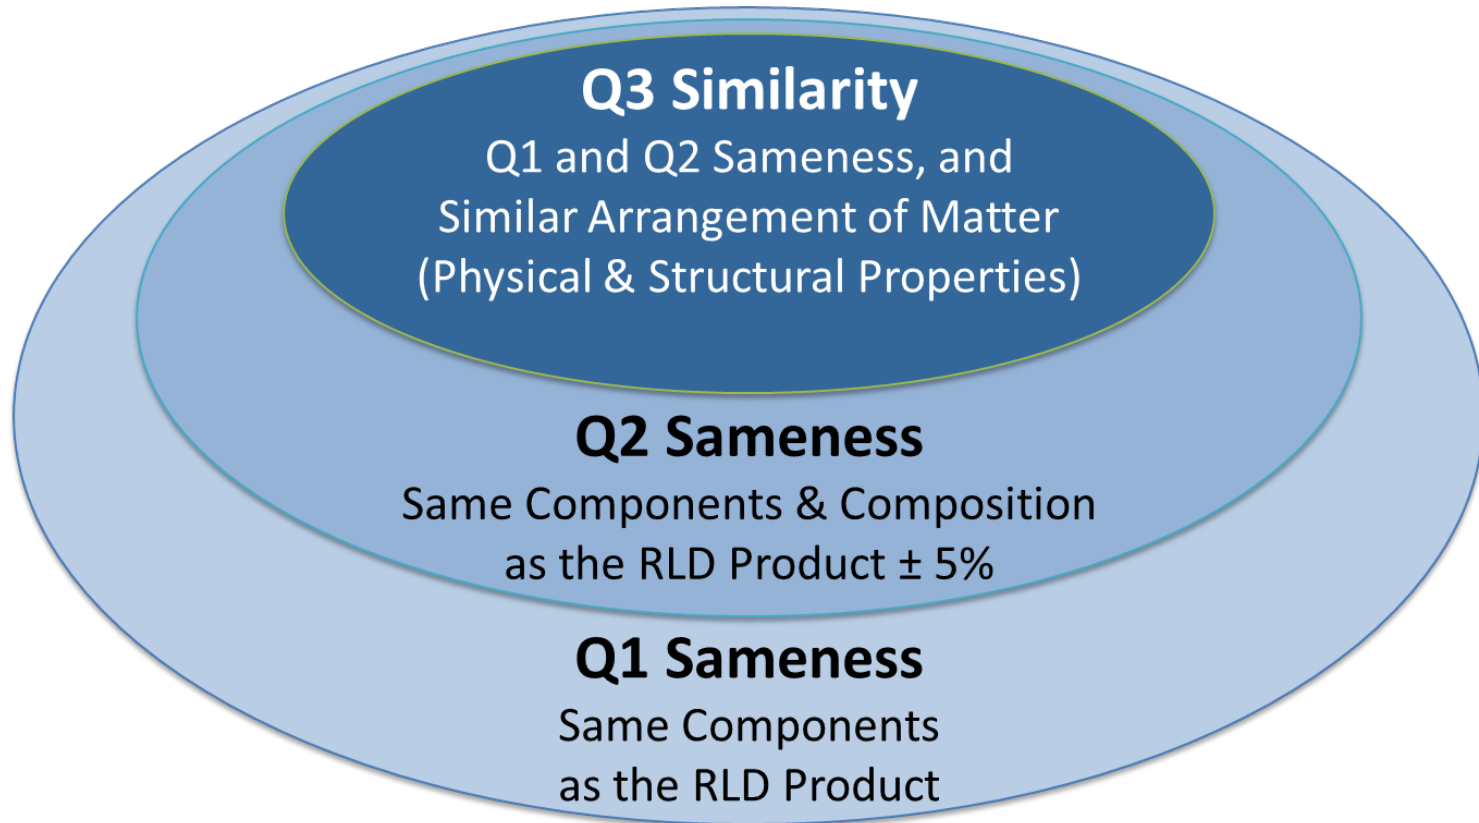 Q3 Similarity
Q1 and Q2 Sameness, and
Similar Arrangement of Matter
(Physical & Structural Properties)
Q2 Sameness
Same Components & Composition
as the RLD Product ± 5%
Q1 Sameness
Same Components
as the RLD Product